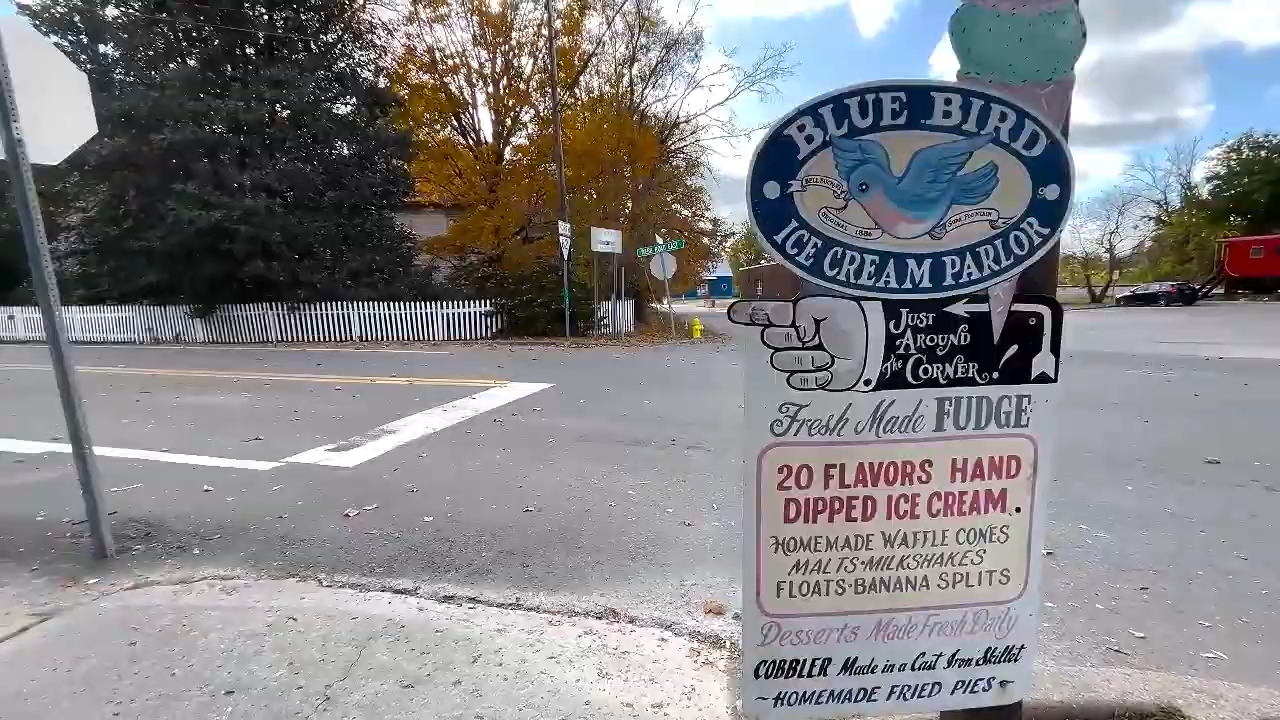 BLUE BIRD
BELL BUCKLE
ORIGINAL 1886
SODA FOUNTAIN
ICE CREAM PARLOR
JUST
AROUND
THE CORNER.
Fresh Made FUDGE
20 FLAVORS HAND
DIPPED ICE CREAM.
HOMEMADE WAFFLE CONES
MALTS·MILKSHAKES
FLOATS·BANANA SPLITS
Desserts Made Fresh Daily
COBBLER Made in a Cast Iron Skillet
~HOMEMADE FRIED PIES~